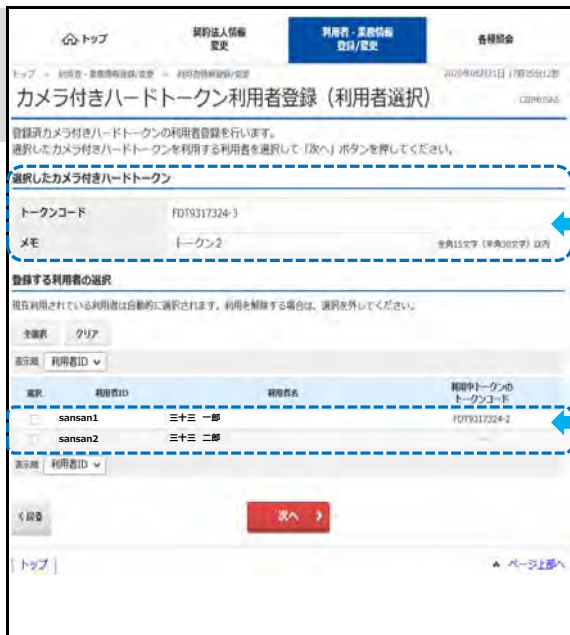 トップ
契約法人情報
変更
利用者・業務情報
登録/変更
各種照会
トップ > 利用者・業務情報登録/変更 > 利用者情報登録/変更
カメラ付きハードトークン利用者登録（利用者選択）
登録済カメラ付きハードトークンの利用者登録を行います。
選択したカメラ付きハードトークンを利用する利用者を選択して「次へ」ボタンを押してください。
選択したカメラ付きハードトークン
トークンコード FDT9317324-3
メモ トークン2 全角15文字（半角30文字）以内
登録する利用者の選択
現在利用されている利用者は自動的に選択されます。利用を解除する場合は、選択を外してください。
全選択 クリア
表示順 利用者ID
選択 利用者ID 利用者名 利用中トークンの
トークンコード
sansan1 三十三 一郎 FDT9317324-2
sansan2 三十三 二郎
表示順 利用者ID
戻る 次へ
トップ ページ上部へ